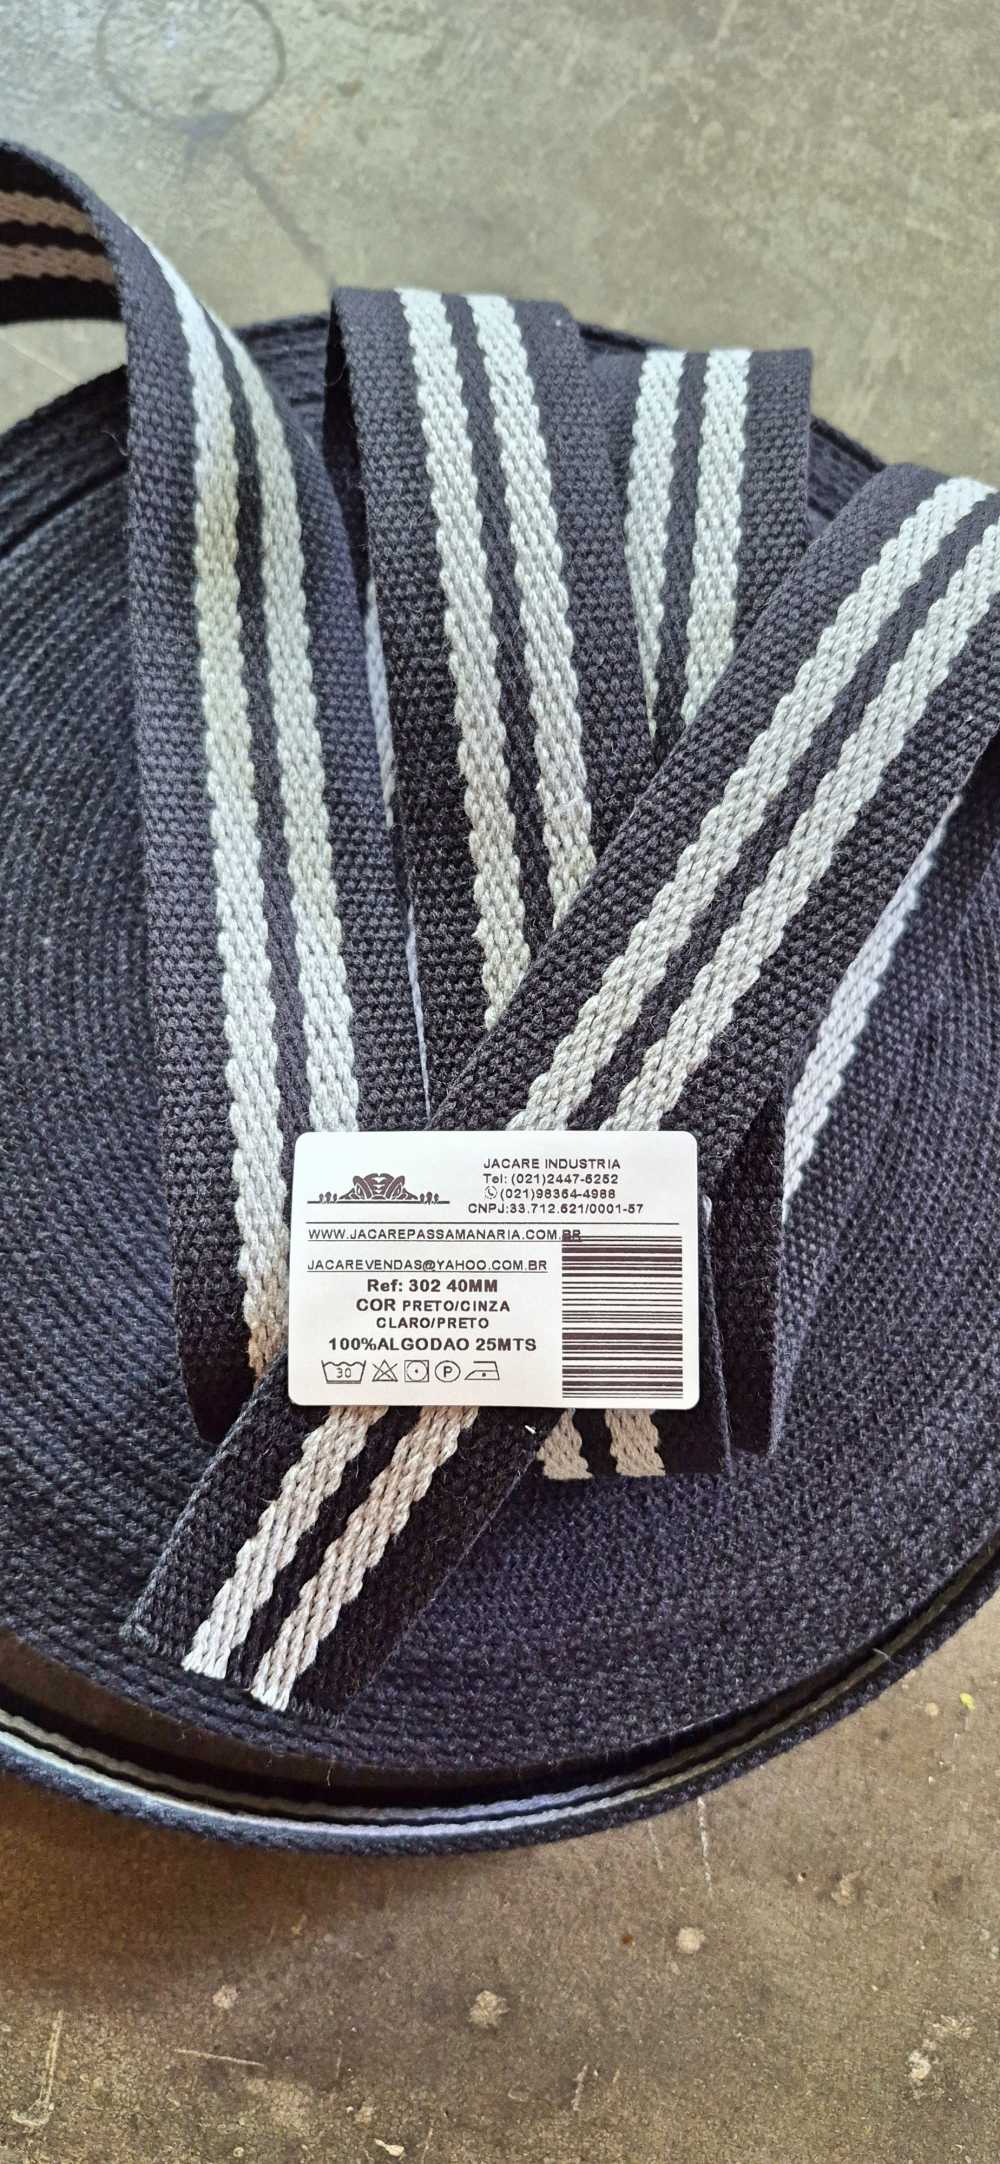 JACARE INDUSTRIA
Tel: (021)2447-5252
(021)98364-4988
CNPJ:33.712.521/0001-57
WWW.JACAREPASSAMANARIA.COM.BR
JACAREVENDAS@YAHOO.COM.BR
Ref: 302 40MM
COR PRETO/CINZA
CLARO/PRETO
100%ALGODAO 25MTS
30 P